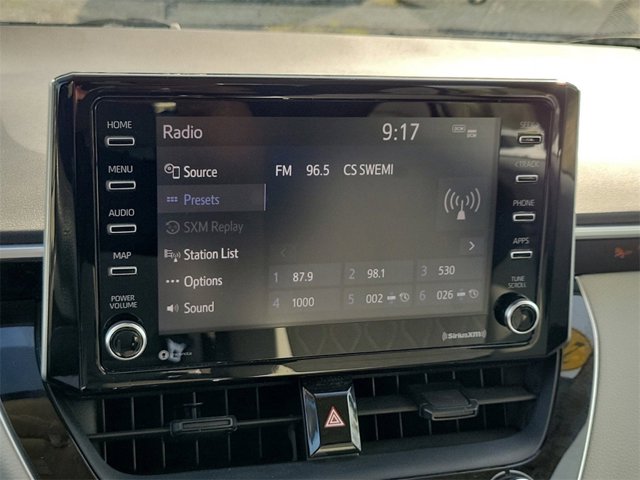 HOME
MENU
AUDIO
MAP
POWER
VOLUME
Radio
9:17
DCM
Source
Presets
SXM Replay
Station List
Options
Sound
FM 96.5 CS SWEMI
1 87.9
2 98.1
3 530
4 1000
5 002
6 026
SEEK>
<TRACK
PHONE
APPS
TUNE
SCROLL
SiriusXM